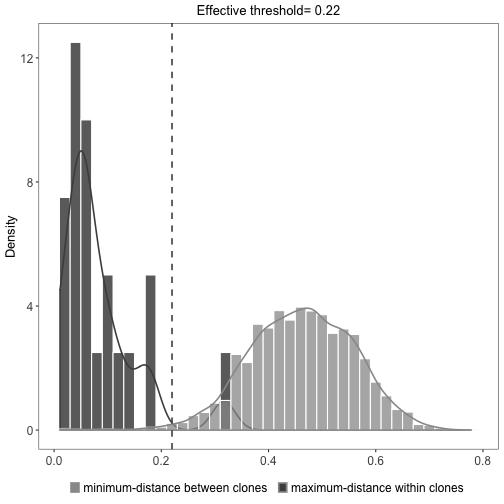 Effective threshold= 0.22
12
8
4
0
Density
0.0 0.2 0.4 0.6 0.8
minimum-distance between clones maximum-distance within clones